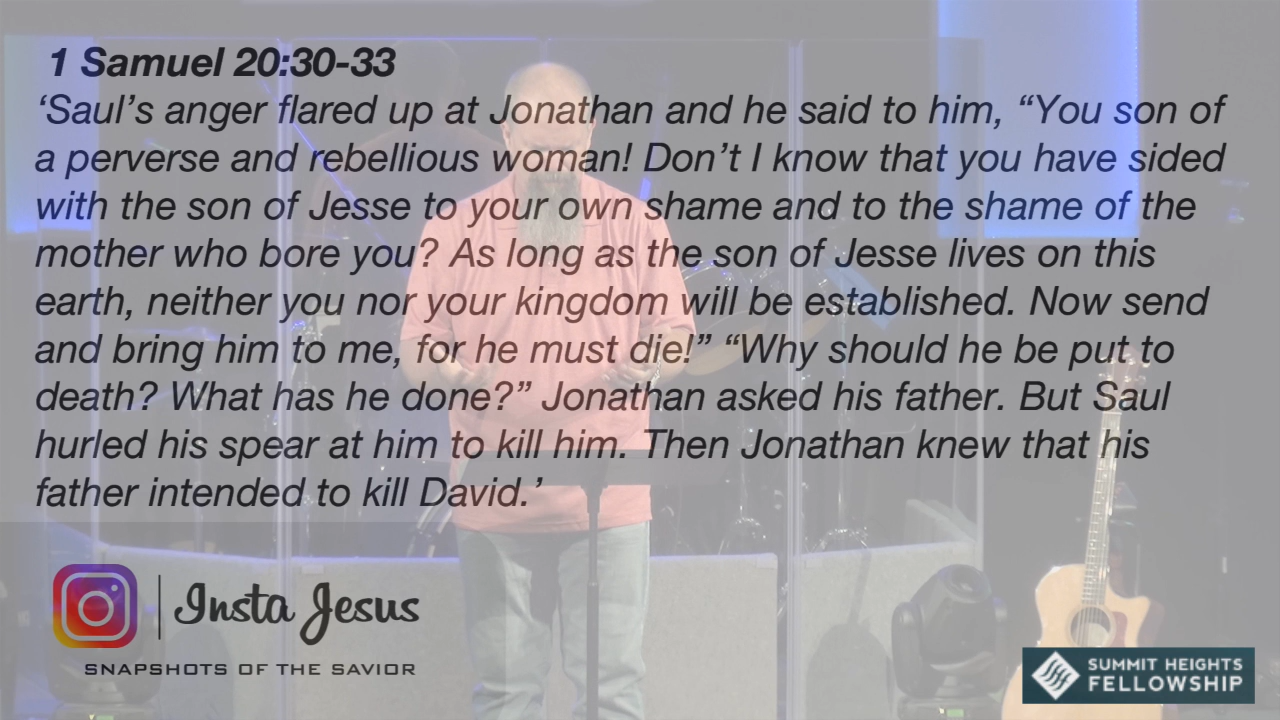 1 Samuel 20:30-33
‘Saul’s anger flared up at Jonathan and he said to him, “You son of
a perverse and rebellious woman! Don’t I know that you have sided
with the son of Jesse to your own shame and to the shame of the
mother who bore you? As long as the son of Jesse lives on this
earth, neither you nor your kingdom will be established. Now send
and bring him to me, for he must die!” “Why should he be put to
death? What has he done?” Jonathan asked his father. But Saul
hurled his spear at him to kill him. Then Jonathan knew that his
father intended to kill David.’
Insta Jesus
SNAPSHOTS OF THE SAVIOR
SUMMIT HEIGHTS
FELLOWSHIP